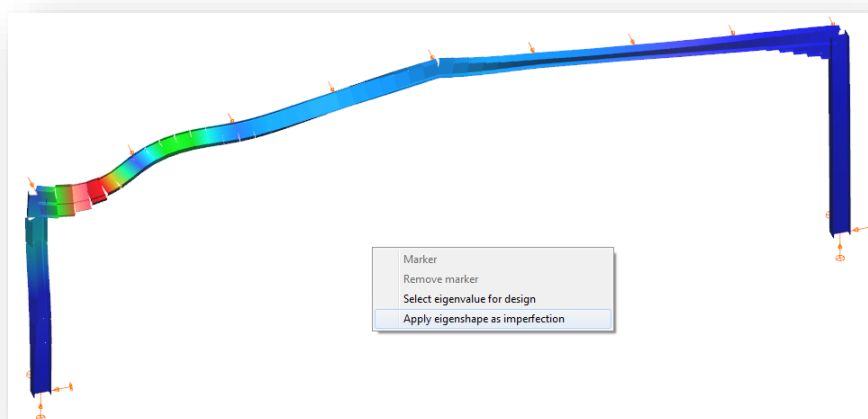 Marker
Remove marker
Select eigenvalue for design
Apply eigenshape as imperfection